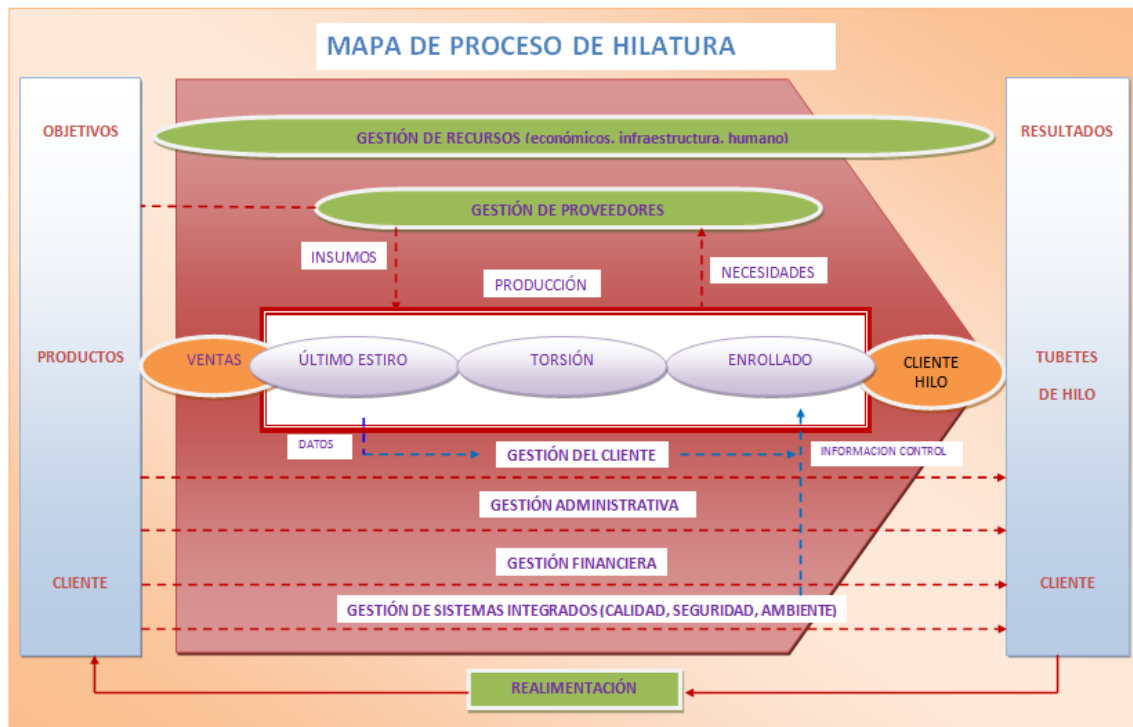 MAPA DE PROCESO DE HILATURA
OBJETIVOS
GESTIÓN DE RECURSOS (económicos, infraestructura, humano)
RESULTADOS
GESTIÓN DE PROVEEDORES
INSUMOS
NECESIDADES
PRODUCCIÓN
PRODUCTOS
VENTAS
ÚLTIMO ESTIRO
TORSIÓN
ENROLLADO
CLIENTE
HILO
TUBETES
DE HILO
DATOS
GESTIÓN DEL CLIENTE
INFORMACION CONTROL
GESTIÓN ADMINISTRATIVA
GESTIÓN FINANCIERA
CLIENTE
CLIENTE
GESTIÓN DE SISTEMAS INTEGRADOS (CALIDAD, SEGURIDAD, AMBIENTE)
REALIMENTACIÓN